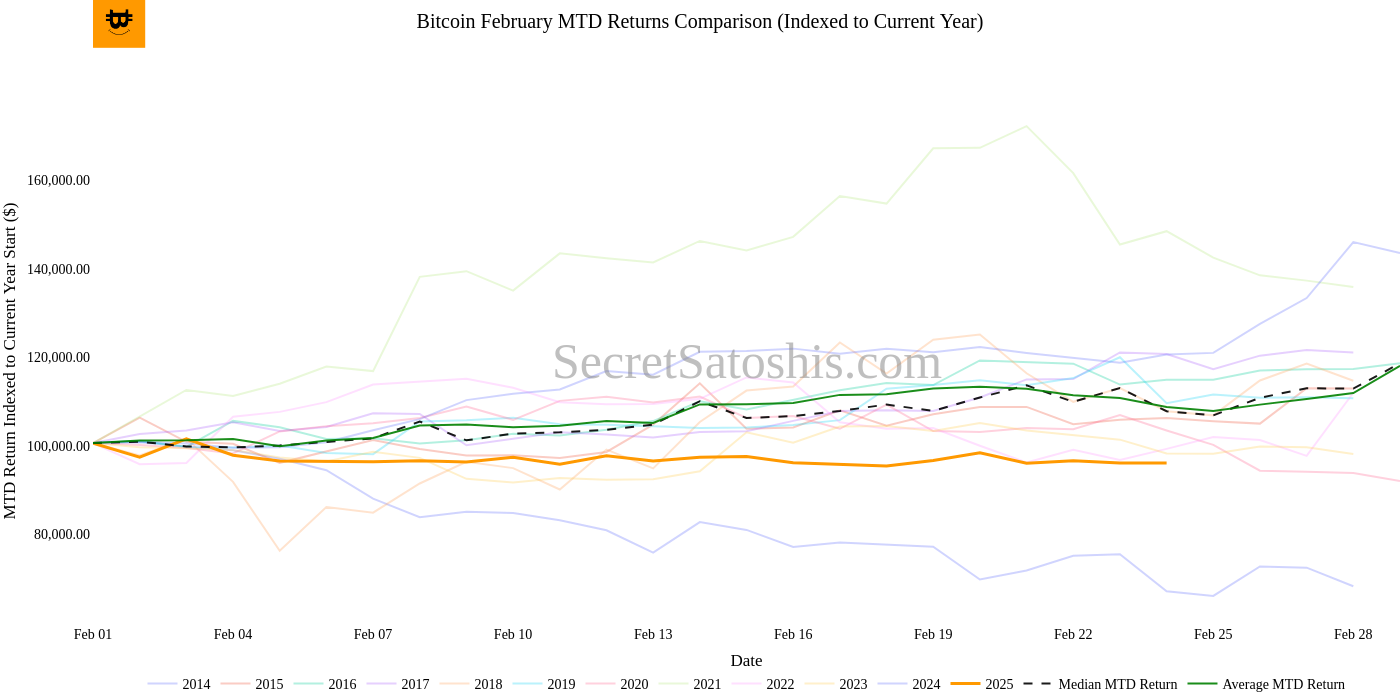 Bitcoin February MTD Returns Comparison (Indexed to Current Year)
MTD Return Indexed to Current Year Start ($)
160,000.00
140,000.00
120,000.00
100,000.00
80,000.00
SecretSatoshis.com
Feb 01 Feb 04 Feb 07 Feb 10 Feb 13 Feb 16 Feb 19 Feb 22 Feb 25 Feb 28
Date
2014 2015 2016 2017 2018 2019 2020 2021 2022 2023 2024 2025 Median MTD Return Average MTD Return